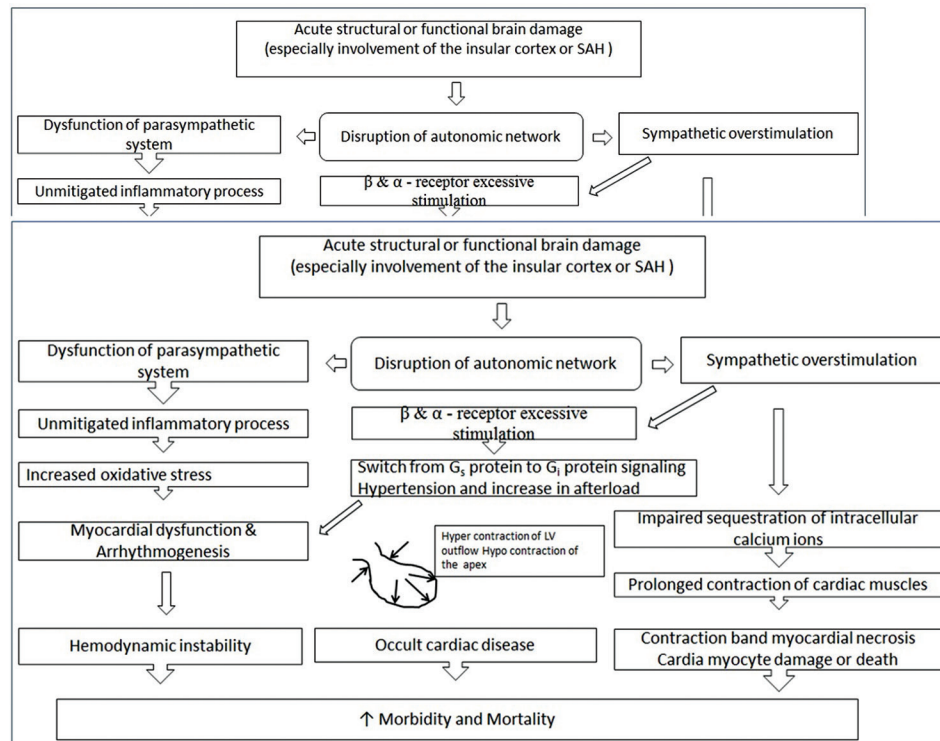 Acute structural or functional brain damage
(especially involvement of the insular cortex or SAH )
Dysfunction of parasympathetic
system
Disruption of autonomic network
Sympathetic overstimulation
Unmitigated inflammatory process
β & α - receptor excessive
stimulation
Acute structural or functional brain damage
(especially involvement of the insular cortex or SAH )
Dysfunction of parasympathetic
system
Disruption of autonomic network
Sympathetic overstimulation
Unmitigated inflammatory process
β & α - receptor excessive
stimulation
Increased oxidative stress
Switch from Gs protein to Gi protein signaling
Hypertension and increase in afterload
Myocardial dysfunction &
Arrhythmogenesis
Hyper contraction of LV
outflow Hypo contraction of
the apex
Impaired sequestration of intracellular
calcium ions
Prolonged contraction of cardiac muscles
Hemodynamic instability
Occult cardiac disease
Contraction band myocardial necrosis
Cardia myocyte damage or death
↑ Morbidity and Mortality